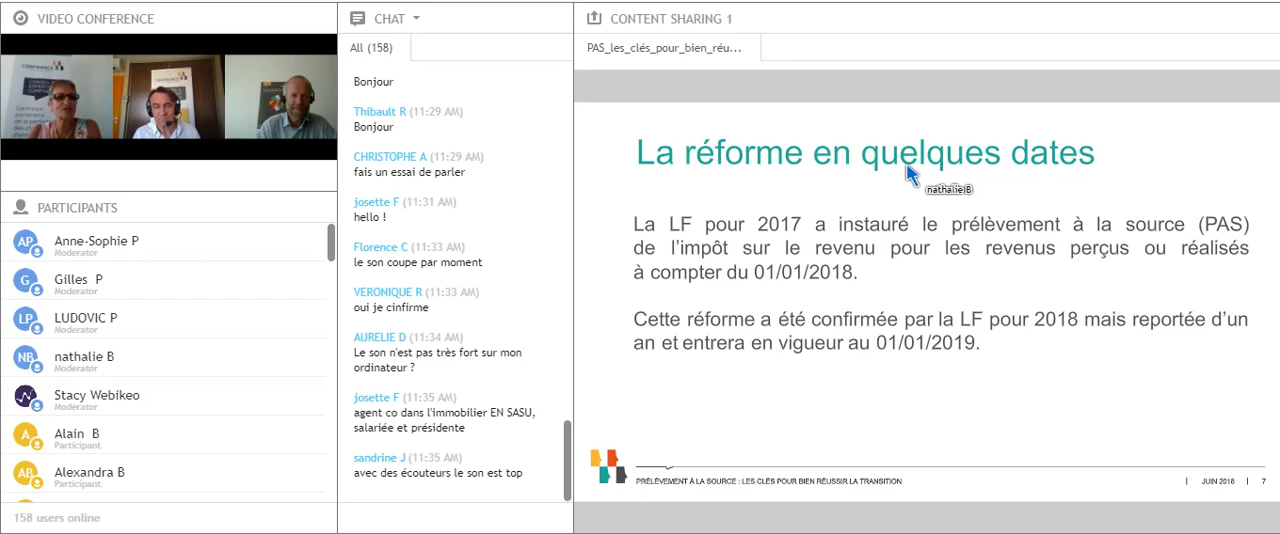 VIDEO CONFERENCE
CERFRANCE
PARTICIPANTS
AP
Anne-Sophie P
Moderator
G
Gilles P
Moderator
LP
LUDOVIC P
Moderator
NB
nathalie B
Moderator
Stacy Webikeo
Moderator
A
Alain B
Participant
AB
Alexandra B
Participant
158 users online
CHAT
All (158)
Bonjour
Thibault R (11:29 AM)
Bonjour
CHRISTOPHE A (11:29 AM)
fais un essai de parler
josette F (11:31 AM)
hello !
Florence C (11:33 AM)
le son coupe par moment
VERONIQUE R (11:33 AM)
oui je cinfirme
AURELIE D (11:34 AM)
Le son n'est pas très fort sur mon
ordinateur ?
josette F (11:35 AM)
agent co dans l'immobilier EN SASU,
salariée et présidente
sandrine J (11:35 AM)
avec des écouteurs le son est top
CONTENT SHARING 1
PAS_les_clés_pour_bien_réu...
La réforme en quelques dates
nathalie B
La LF pour 2017 a instauré le prélèvement à la source (PAS)
de l’impôt sur le revenu pour les revenus perçus ou réalisés
à compter du 01/01/2018.
Cette réforme a été confirmée par la LF pour 2018 mais reportée d’un
an et entrera en vigueur au 01/01/2019.
PRÉLÈVEMENT À LA SOURCE : LES CLÉS POUR BIEN RÉUSSIR LA TRANSITION
| JUIN 2018 | 7